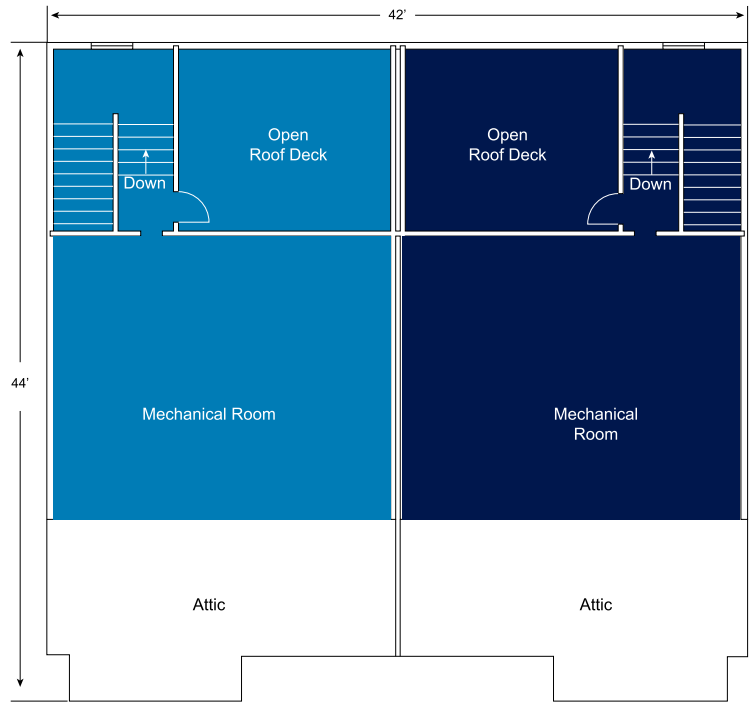 42’
Open
Roof Deck
Open
Roof Deck
Down
Down
44’
Mechanical Room
Mechanical
Room
Attic
Attic